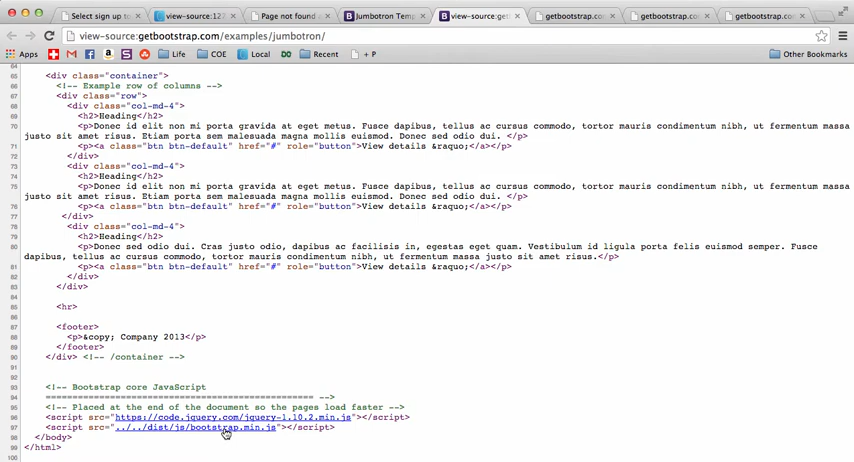 Select sign up to
view-source:127
Page not found
Jumbotron Temp
view-source:get
getbootstrap.co
getbootstrap.co
getbootstrap.co
view-source:getbootstrap.com/examples/jumbotron/
Apps
Life
COE
Local
Recent
+ P
Other Bookmarks
64
65 <div class="container">
66 <!-- Example row of columns -->
67 <div class="row">
68 <div class="col-md-4">
69 <h2>Heading</h2>
70 <p>Donec id elit non mi porta gravida at eget metus. Fusce dapibus, tellus ac cursus commodo, tortor mauris condimentum nibh, ut fermentum massa
justo sit amet risus. Etiam porta sem malesuada magna mollis euismod. Donec sed odio dui. </p>
71 <p><a class="btn btn-default" href="#" role="button">View details &raquo;</a></p>
72 </div>
73 <div class="col-md-4">
74 <h2>Heading</h2>
75 <p>Donec id elit non mi porta gravida at eget metus. Fusce dapibus, tellus ac cursus commodo, tortor mauris condimentum nibh, ut fermentum massa
justo sit amet risus. Etiam porta sem malesuada magna mollis euismod. Donec sed odio dui. </p>
76 <p><a class="btn btn-default" href="#" role="button">View details &raquo;</a></p>
77 </div>
78 <div class="col-md-4">
79 <h2>Heading</h2>
80 <p>Donec sed odio dui. Cras justo odio, dapibus ac facilisis in, egestas eget quam. Vestibulum id ligula porta felis euismod semper. Fusce
dapibus, tellus ac cursus commodo, tortor mauris condimentum nibh, ut fermentum massa justo sit amet risus.</p>
81 <p><a class="btn btn-default" href="#" role="button">View details &raquo;</a></p>
82 </div>
83 </div>
84
85 <hr>
86
87 <footer>
88 <p>&copy; Company 2013</p>
89 </footer>
90 </div> <!-- /container -->
91
92
93 <!-- Bootstrap core JavaScript
94 ================================================== -->
95 <!-- Placed at the end of the document so the pages load faster -->
96 <script src="https://code.jquery.com/jquery-1.10.2.min.js"></script>
97 <script src="../../dist/js/bootstrap.min.js"></script>
98 </body>
99 </html>
100